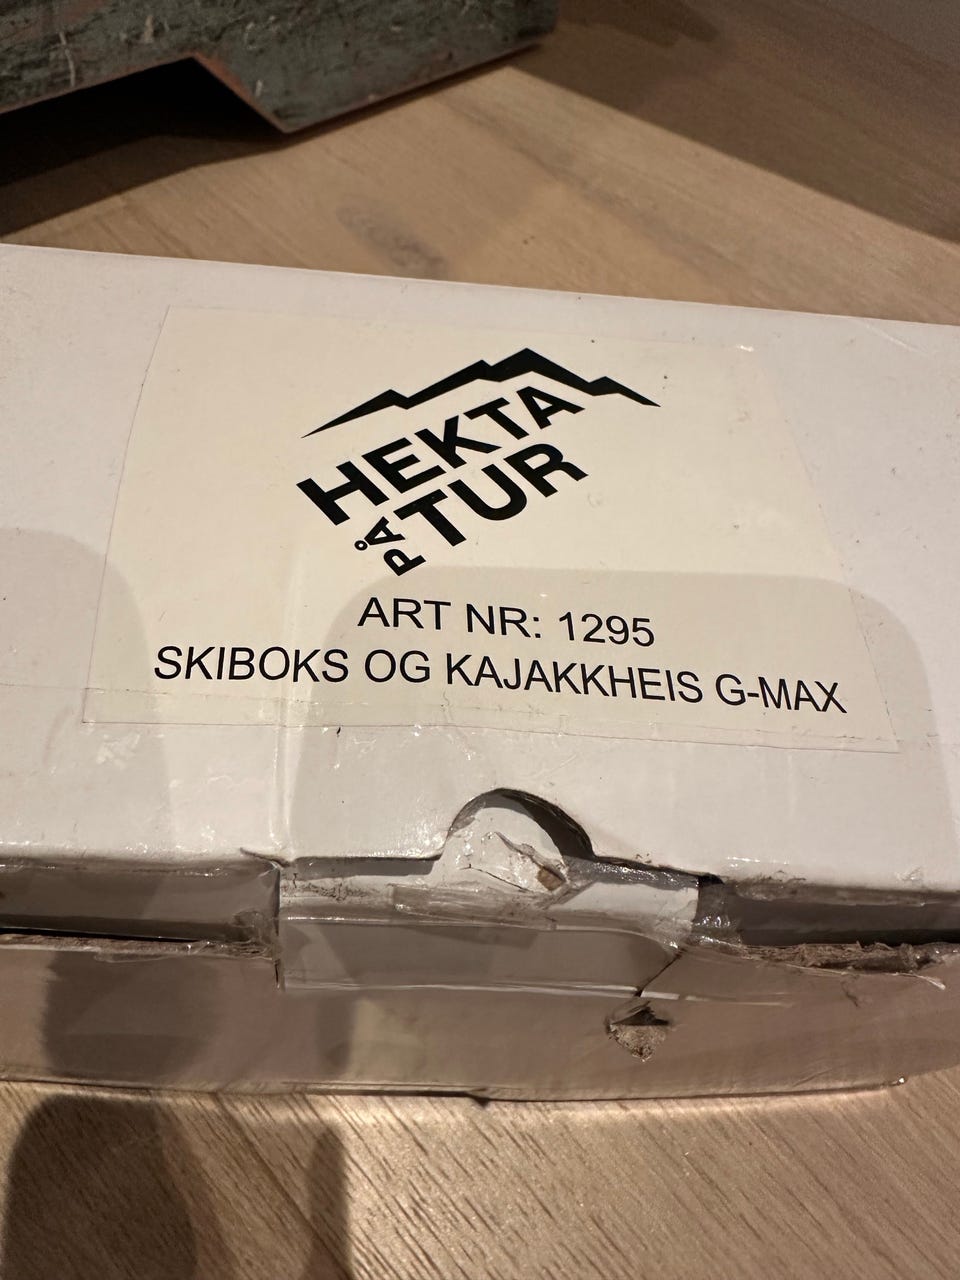 HEKTA
PÅ TUR
ART NR: 1295
SKIBOKS OG KAJAKKHEIS G-MAX